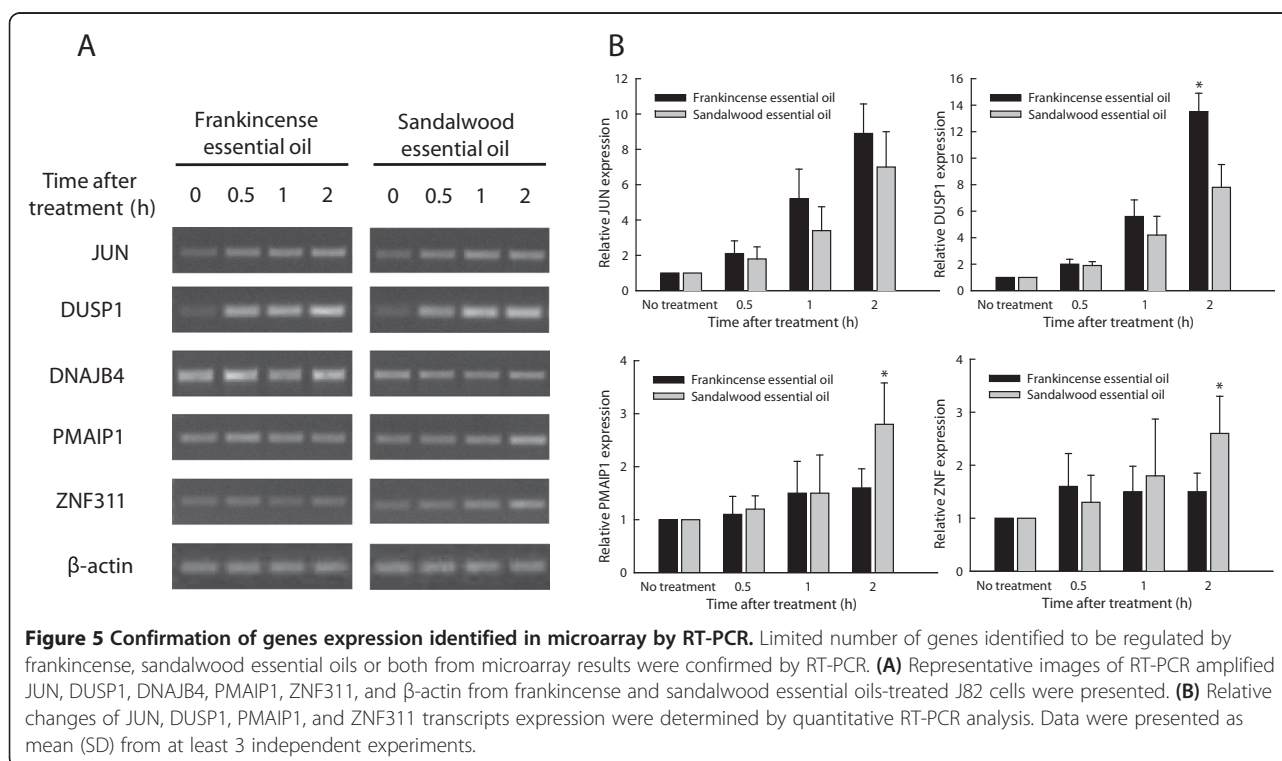 A
Frankincense
essential oil
Sandalwood
essential oil
Time after
treatment (h)
0 0.5 1 2 0 0.5 1 2
JUN
DUSP1
DNAJB4
PMAIP1
ZNF311
β-actin
B
12
10
8
6
4
2
0
Relative JUN expression
Frankincense essential oil
Sandalwood essential oil
No treatment 0.5 1 2
Time after treatment (h)
16
14
12
10
8
6
4
2
0
Relative DUSP1 expression
Frankincense essential oil
Sandalwood essential oil
*
No treatment 0.5 1 2
Time after treatment (h)
4
3
2
1
0
Relative PMAIP1 expression
Frankincense essential oil
Sandalwood essential oil
*
No treatment 0.5 1 2
Time after treatment (h)
4
3
2
1
0
Relative ZNF expression
Frankincense essential oil
Sandalwood essential oil
*
No treatment 0.5 1 2
Time after treatment (h)
Figure 5 Confirmation of genes expression identified in microarray by RT-PCR. Limited number of genes identified to be regulated by
frankincense, sandalwood essential oils or both from microarray results were confirmed by RT-PCR. (A) Representative images of RT-PCR amplified
JUN, DUSP1, DNAJB4, PMAIP1, ZNF311, and β-actin from frankincense and sandalwood essential oils-treated J82 cells were presented. (B) Relative
changes of JUN, DUSP1, PMAIP1, and ZNF311 transcripts expression were determined by quantitative RT-PCR analysis. Data were presented as
mean (SD) from at least 3 independent experiments.